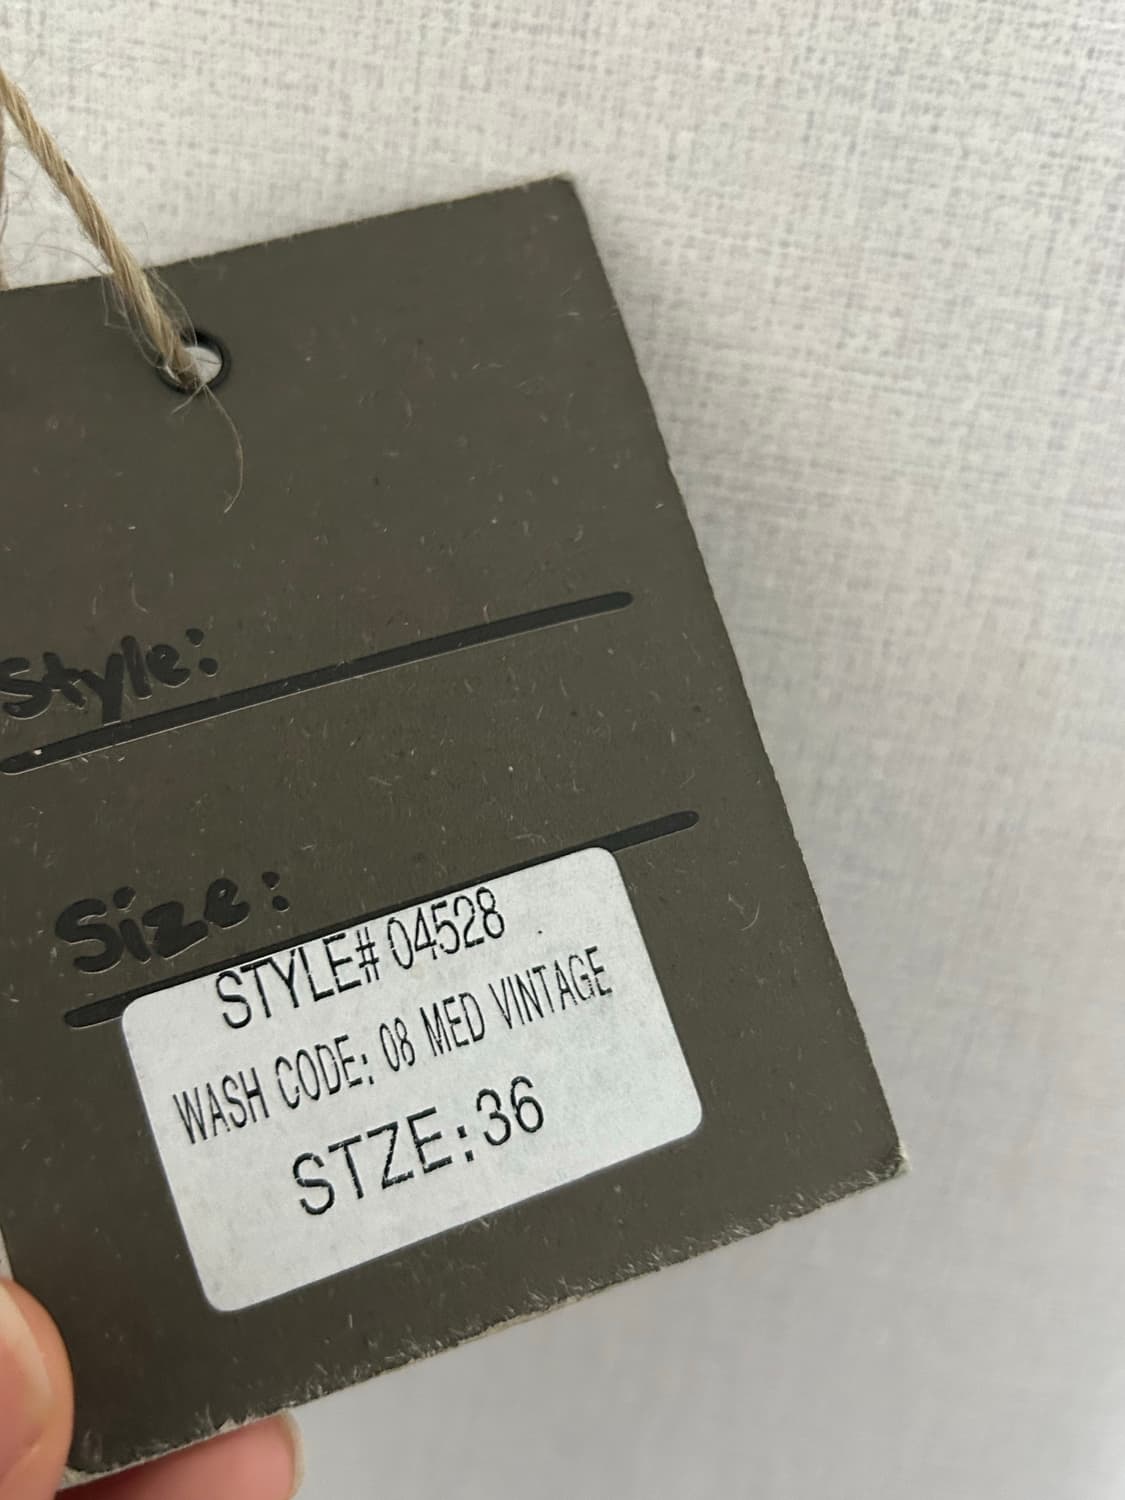 Style:
Size:
STYLE# 04528
WASH CODE: 08 MED VINTAGE
STZE:36